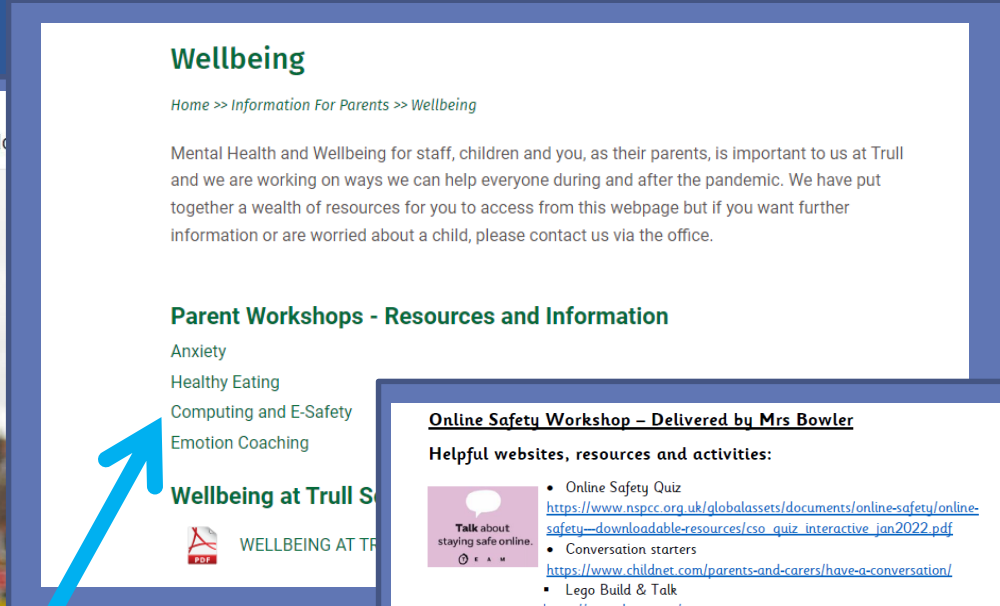 Wellbeing
Home >> Information For Parents >> Wellbeing
Mental Health and Wellbeing for staff, children and you, as their parents, is important to us at Trull
and we are working on ways we can help everyone during and after the pandemic. We have put
together a wealth of resources for you to access from this webpage but if you want further
information or are worried about a child, please contact us via the office.
Parent Workshops - Resources and Information
Anxiety
Healthy Eating
Computing and E-Safety
Emotion Coaching
Wellbeing at Trull
PDF
WELLBEING AT
Online Safety Workshop – Delivered by Mrs Bowler
Helpful websites, resources and activities:
Talk about
staying safe online.
TEAM
• Online Safety Quiz
https://www.nspcc.org.uk/globalassets/documents/online-safety/online-
safety—downloadable-resources/cso_quiz_interactive_jan2022.pdf
• Conversation starters
https://www.childnet.com/parents-and-carers/have-a-conversation/
▪ Lego Build & Talk